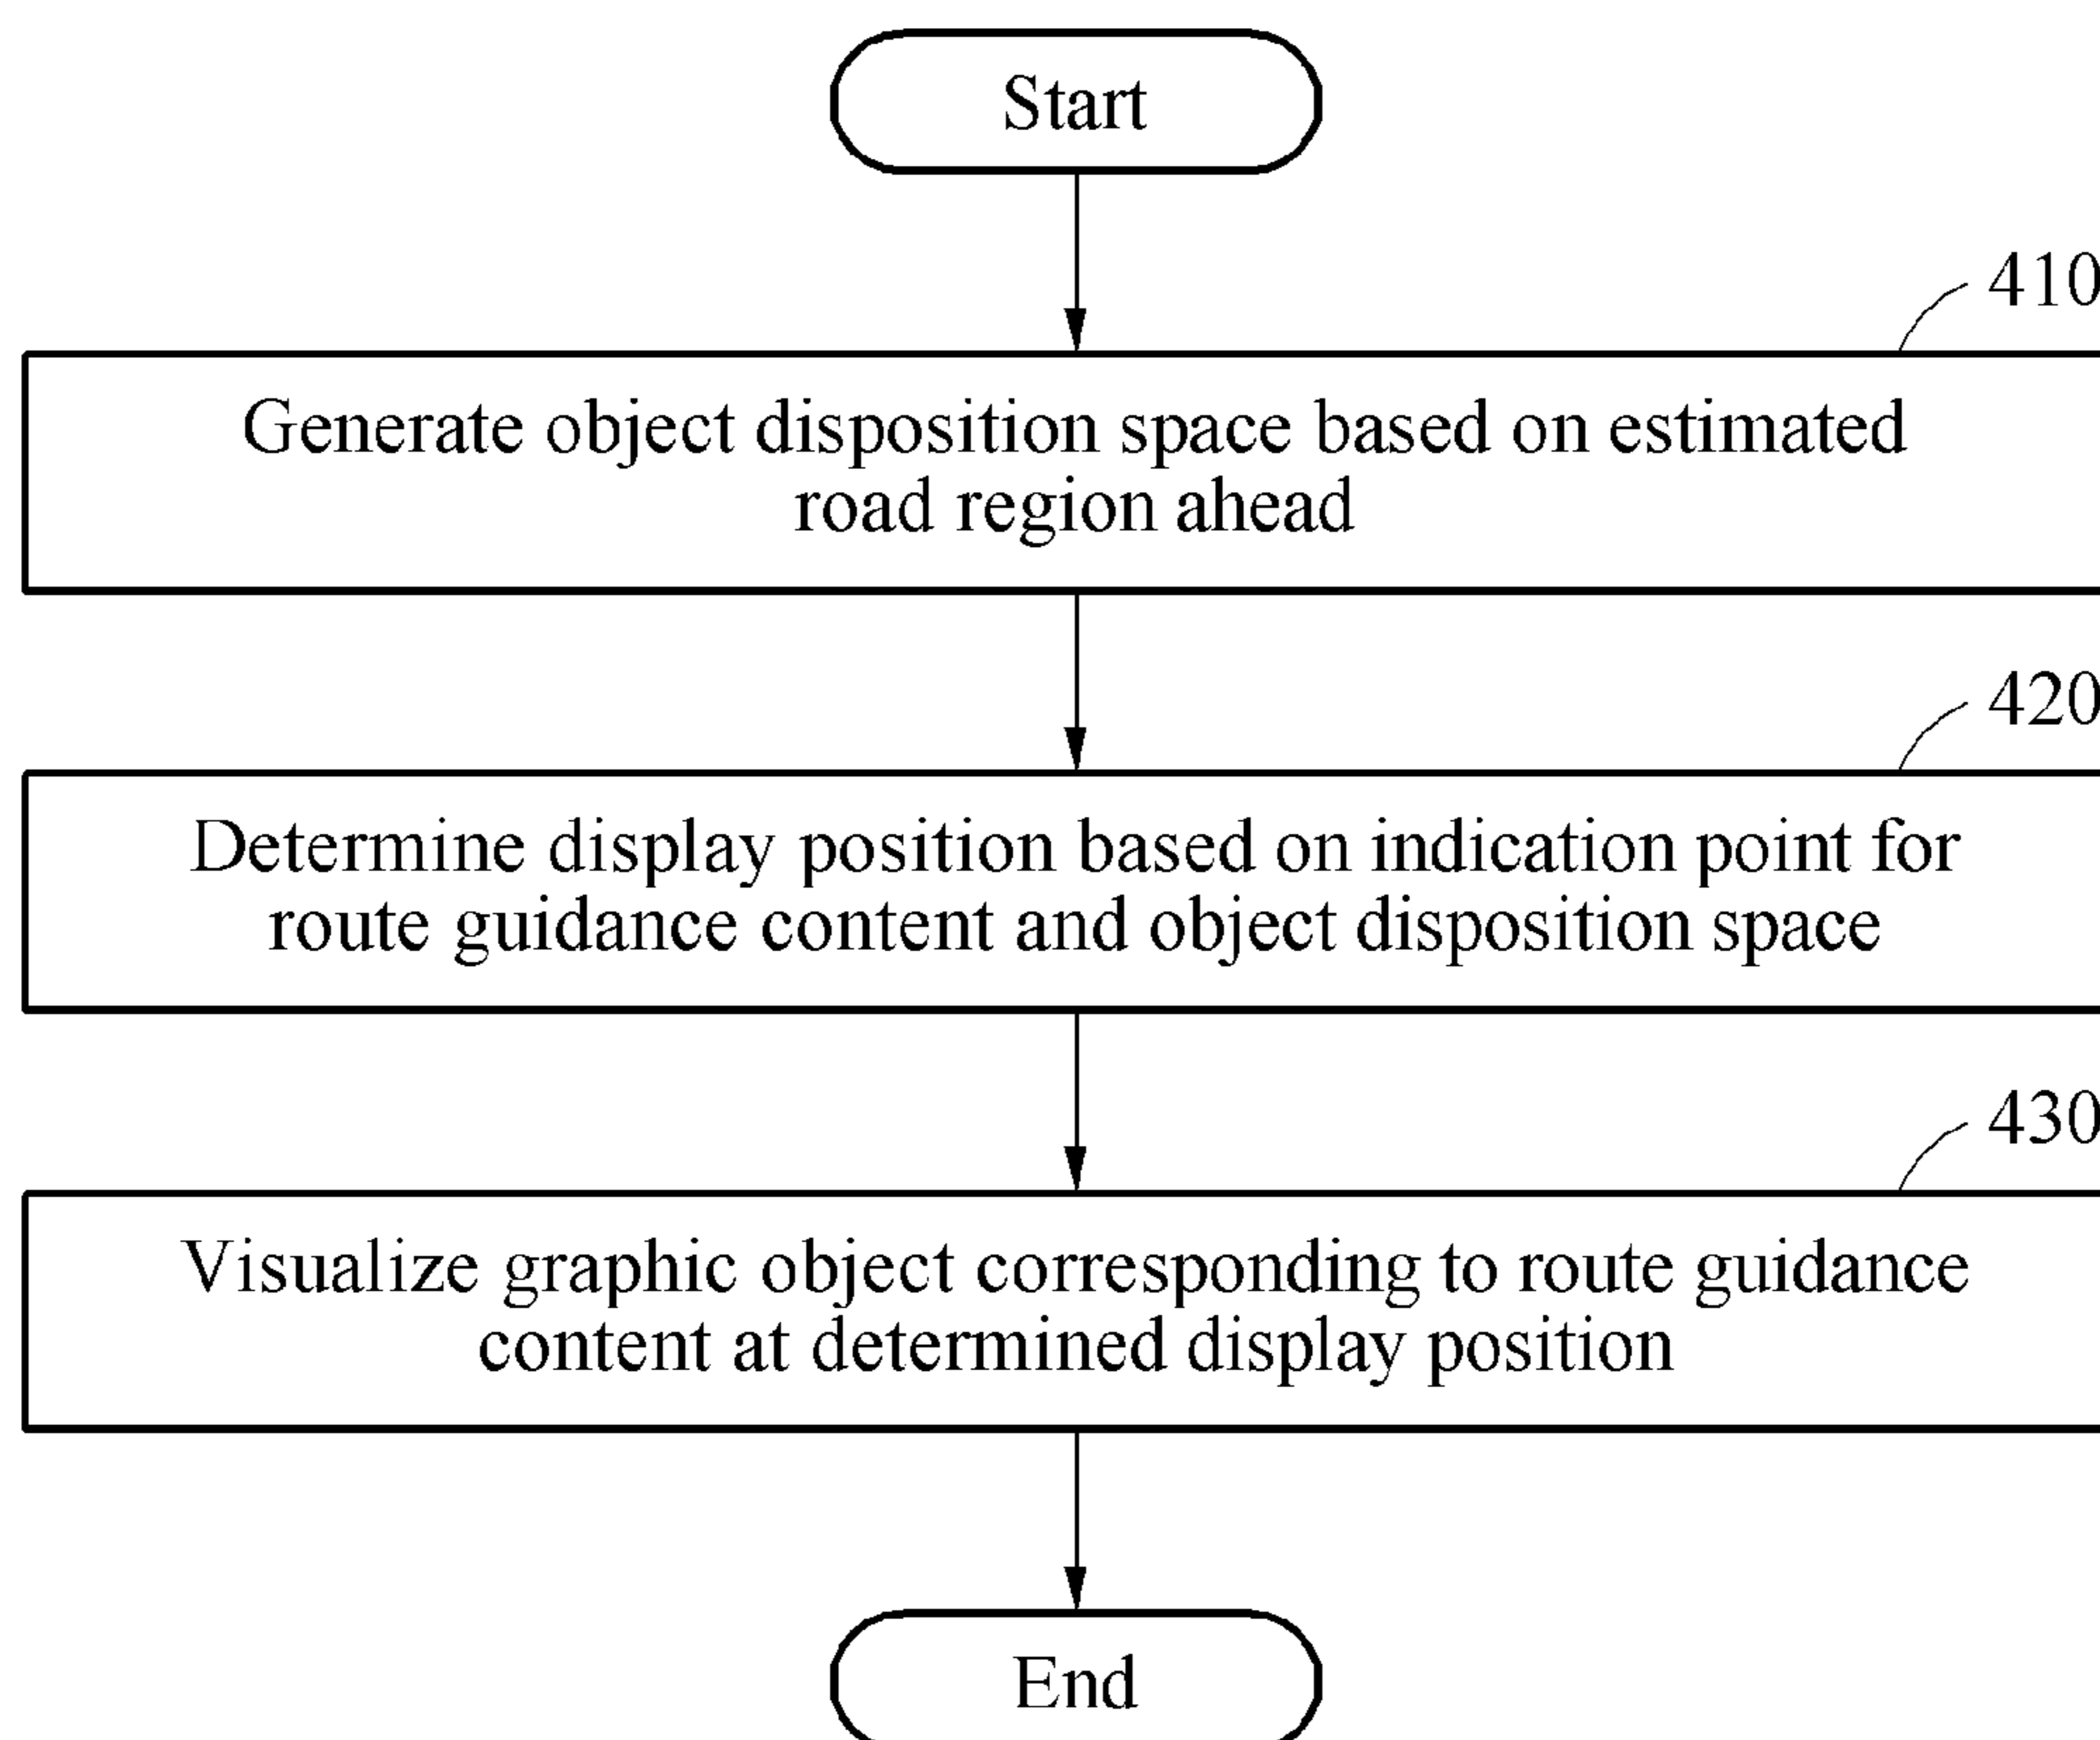 Start
410
Generate object disposition space based on estimated
road region ahead
420
Determine display position based on indication point for
route guidance content and object disposition space
430
Visualize graphic object corresponding to route guidance
content at determined display position
End